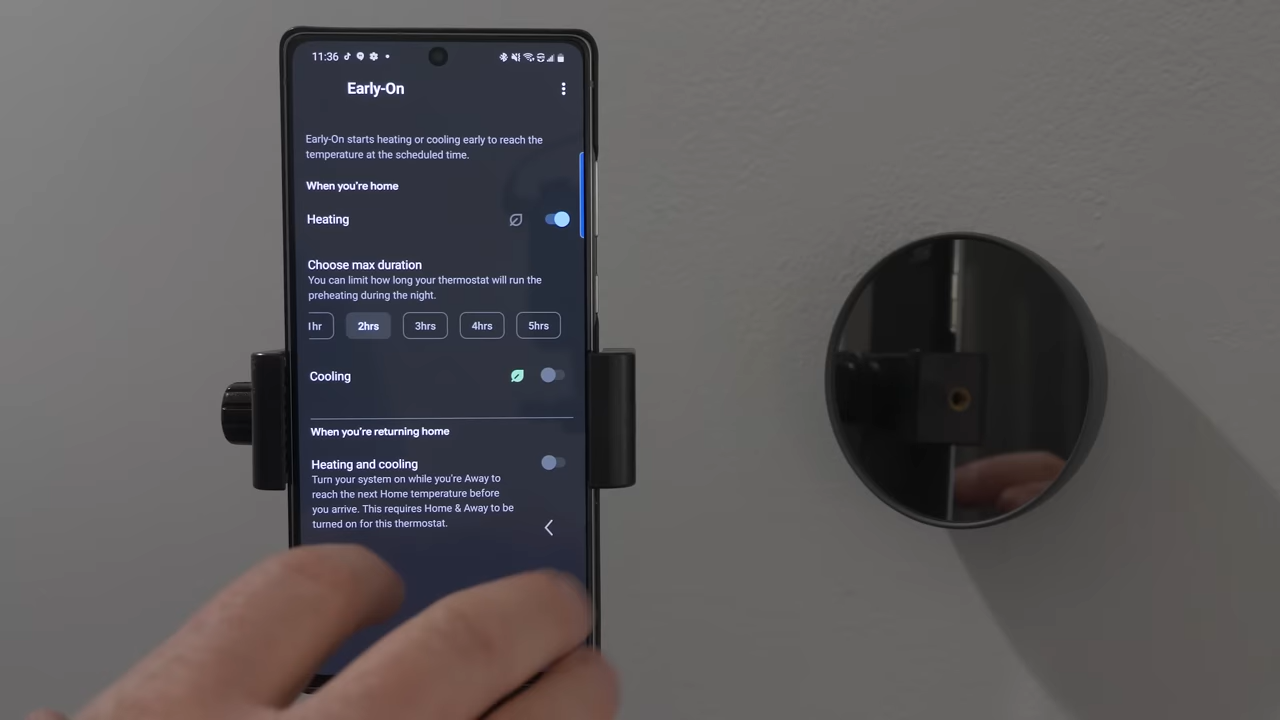 11:36
Early-On
Early-On starts heating or cooling early to reach the
temperature at the scheduled time.
When you're home
Heating
Choose max duration
You can limit how long your thermostat will run the
preheating during the night.
1hr 2hrs 3hrs 4hrs 5hrs
Cooling
When you're returning home
Heating and cooling
Turn your system on while you're Away to
reach the next Home temperature before
you arrive. This requires Home & Away to be
turned on for this thermostat.